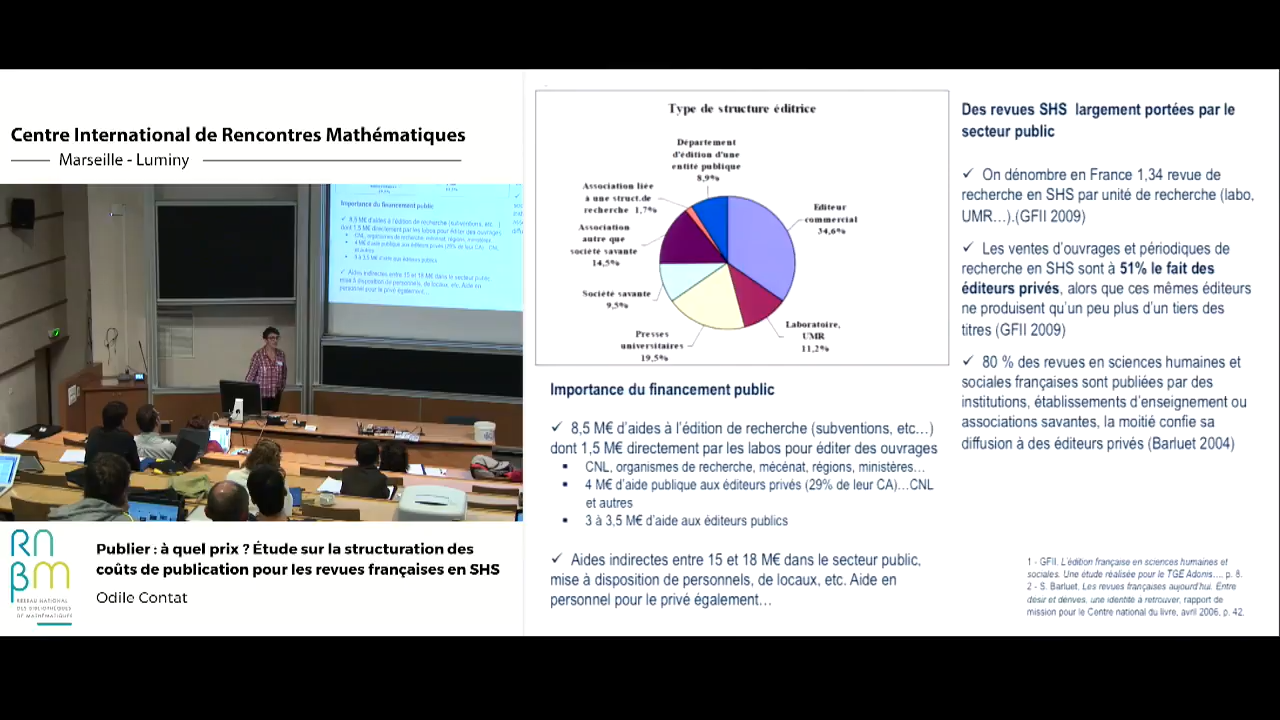 Centre International de Rencontres Mathématiques
Marseille - Luminy
Importance du financement public
Publier : à quel prix ? Étude sur la structuration des
coûts de publication pour les revues françaises en SHS
Odile Contat
RÉSEAU NATIONAL
DES BIBLIOTHÈQUES
DE MATHÉMATIQUES
Type de structure éditrice
Département
d'édition d'une
entité publique
8,9%
Association liée
à une struct.de
recherche 1,7%
Association
autre que
société savante
14,5%
Société savante
9,5%
Presses
universitaires
19,5%
Laboratoire,
UMR
11,2%
Editeur
commercial
34,6%
Importance du financement public
✓ 8,5 M€ d'aides à l'édition de recherche (subventions, etc…)
dont 1,5 M€ directement par les labos pour éditer des ouvrages
▪ CNL, organismes de recherche, mécénat, régions, ministères…
▪ 4 M€ d'aide publique aux éditeurs privés (29% de leur CA)…CNL
et autres
▪ 3 à 3,5 M€ d'aide aux éditeurs publics
✓ Aides indirectes entre 15 et 18 M€ dans le secteur public,
mise à disposition de personnels, de locaux, etc. Aide en
personnel pour le privé également…
Des revues SHS largement portées par le
secteur public
✓ On dénombre en France 1,34 revue de
recherche en SHS par unité de recherche (labo,
UMR…).(GFII 2009)
✓ Les ventes d'ouvrages et périodiques de
recherche en SHS sont à 51% le fait des
éditeurs privés, alors que ces mêmes éditeurs
ne produisent qu'un peu plus d'un tiers des
titres (GFII 2009)
✓ 80 % des revues en sciences humaines et
sociales françaises sont publiées par des
institutions, établissements d'enseignement ou
associations savantes, la moitié confie sa
diffusion à des éditeurs privés (Barluet 2004)
1 - GFII. L'édition française en sciences humaines et
sociales. Une étude réalisée pour le TGE Adonis…, p. 8.
2 - S. Barluet, Les revues françaises aujourd'hui. Entre
désir et dérives, une identité à retrouver, rapport de
mission pour le Centre national du livre, avril 2006, p. 42.